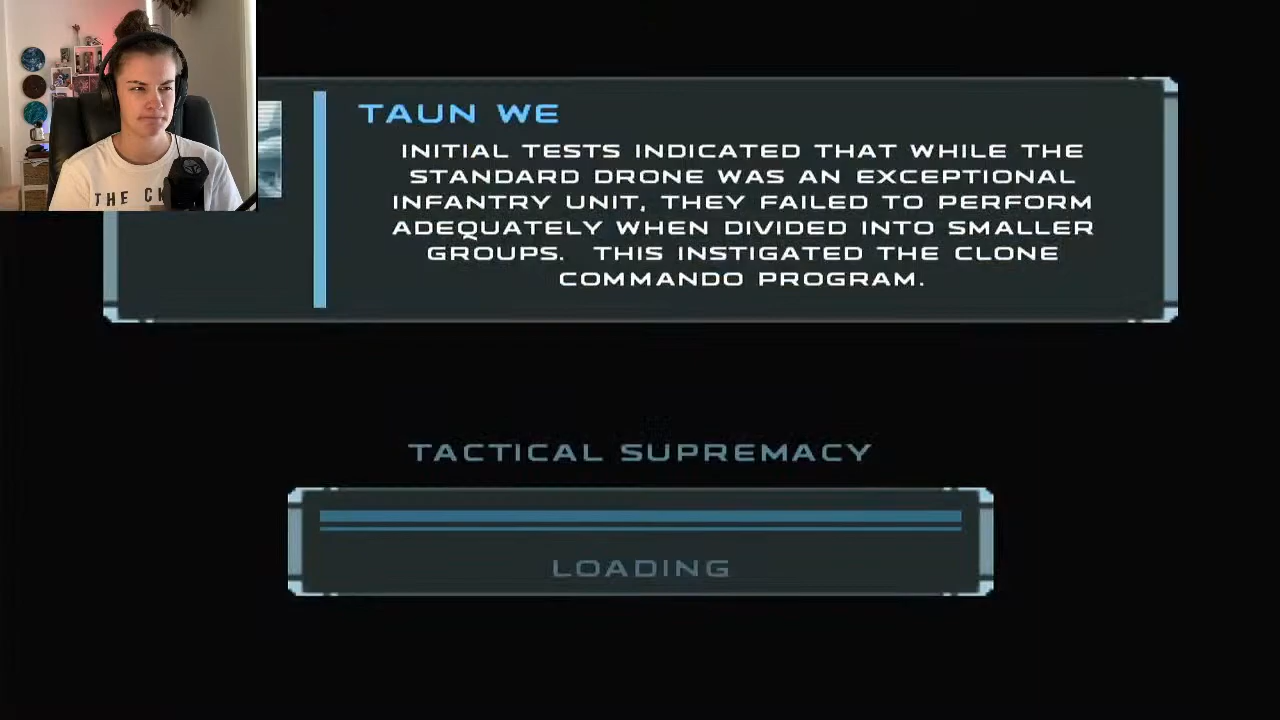 THE
TAUN WE
INITIAL TESTS INDICATED THAT WHILE THE
STANDARD DRONE WAS AN EXCEPTIONAL
INFANTRY UNIT, THEY FAILED TO PERFORM
ADEQUATELY WHEN DIVIDED INTO SMALLER
GROUPS. THIS INSTIGATED THE CLONE
COMMANDO PROGRAM.
TACTICAL SUPREMACY
LOADING